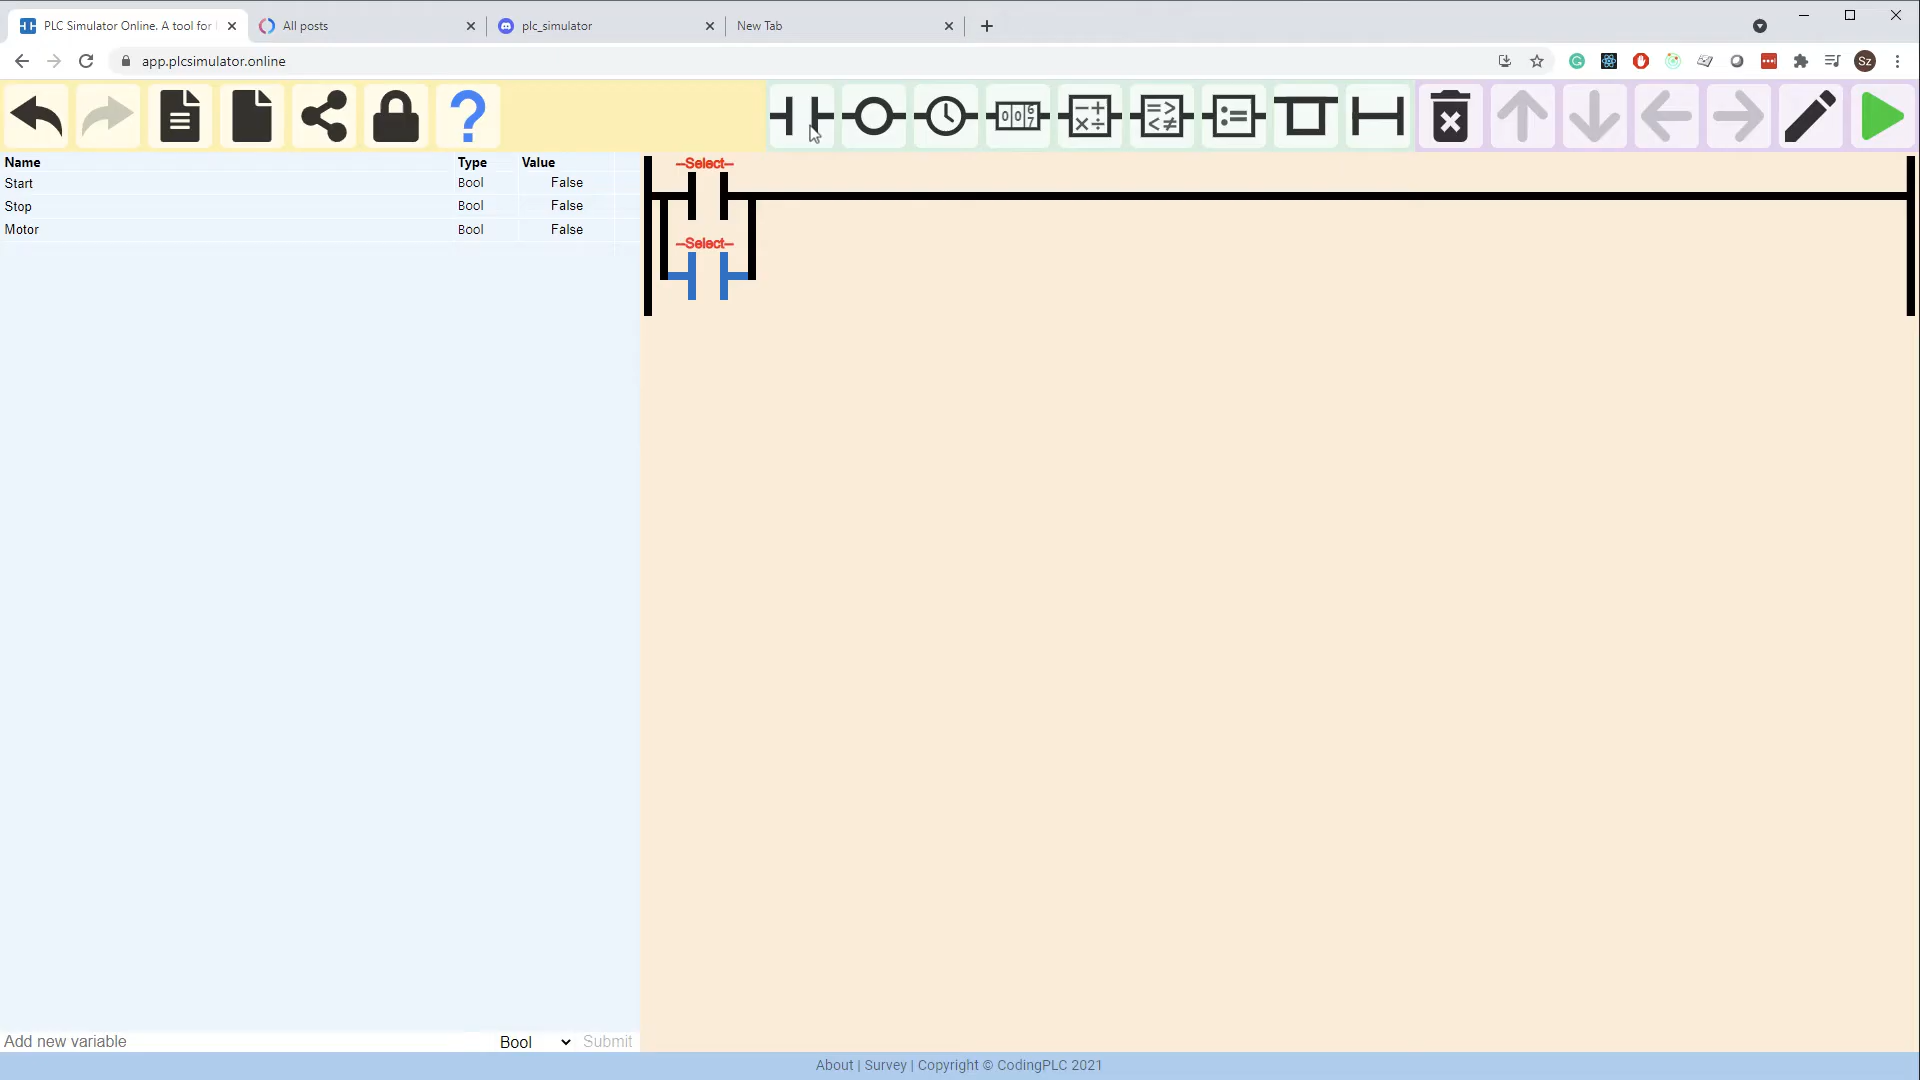 PLC Simulator Online. A tool for
All posts
plc_simulator
New Tab
app.plcsimulator.online
Sz
Name Type Value
Start Bool False
Stop Bool False
Motor Bool False
--Select--
--Select--
Add new variable Bool Submit
About | Survey | Copyright © CodingPLC 2021